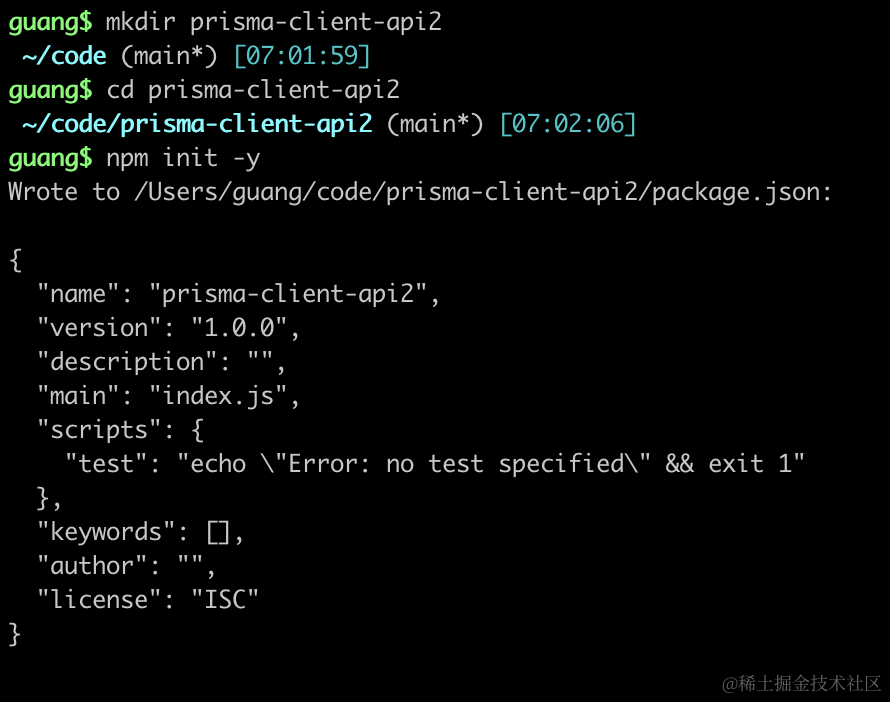 guang$ mkdir prisma-client-api2
~/code (main*) [07:01:59]
guang$ cd prisma-client-api2
~/code/prisma-client-api2 (main*) [07:02:06]
guang$ npm init -y
Wrote to /Users/guang/code/prisma-client-api2/package.json:
{
  "name": "prisma-client-api2",
  "version": "1.0.0",
  "description": "",
  "main": "index.js",
  "scripts": {
    "test": "echo \"Error: no test specified\" && exit 1"
  },
  "keywords": [],
  "author": "",
  "license": "ISC"
}
@稀土掘金技术社区